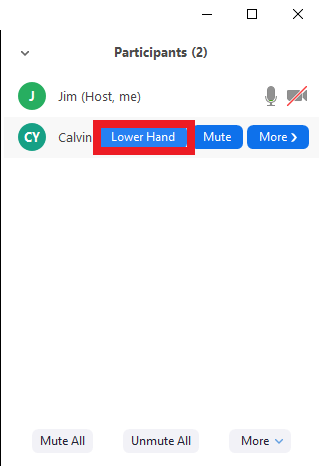 Participants (2)
J Jim (Host, me)
CY Calvin Lower Hand Mute More
Mute All Unmute All More